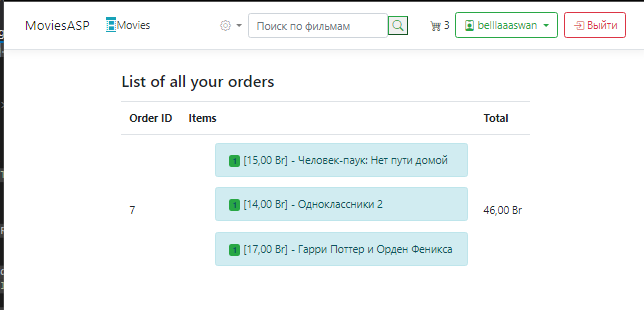 MoviesASP Movies Поиск по фильмам 3 belllaaaswan Выйти
List of all your orders
Order ID Items Total
1 [15,00 Br] - Человек-паук: Нет пути домой
7 1 [14,00 Br] - Одноклассники 2 46,00 Br
1 [17,00 Br] - Гарри Поттер и Орден Феникса